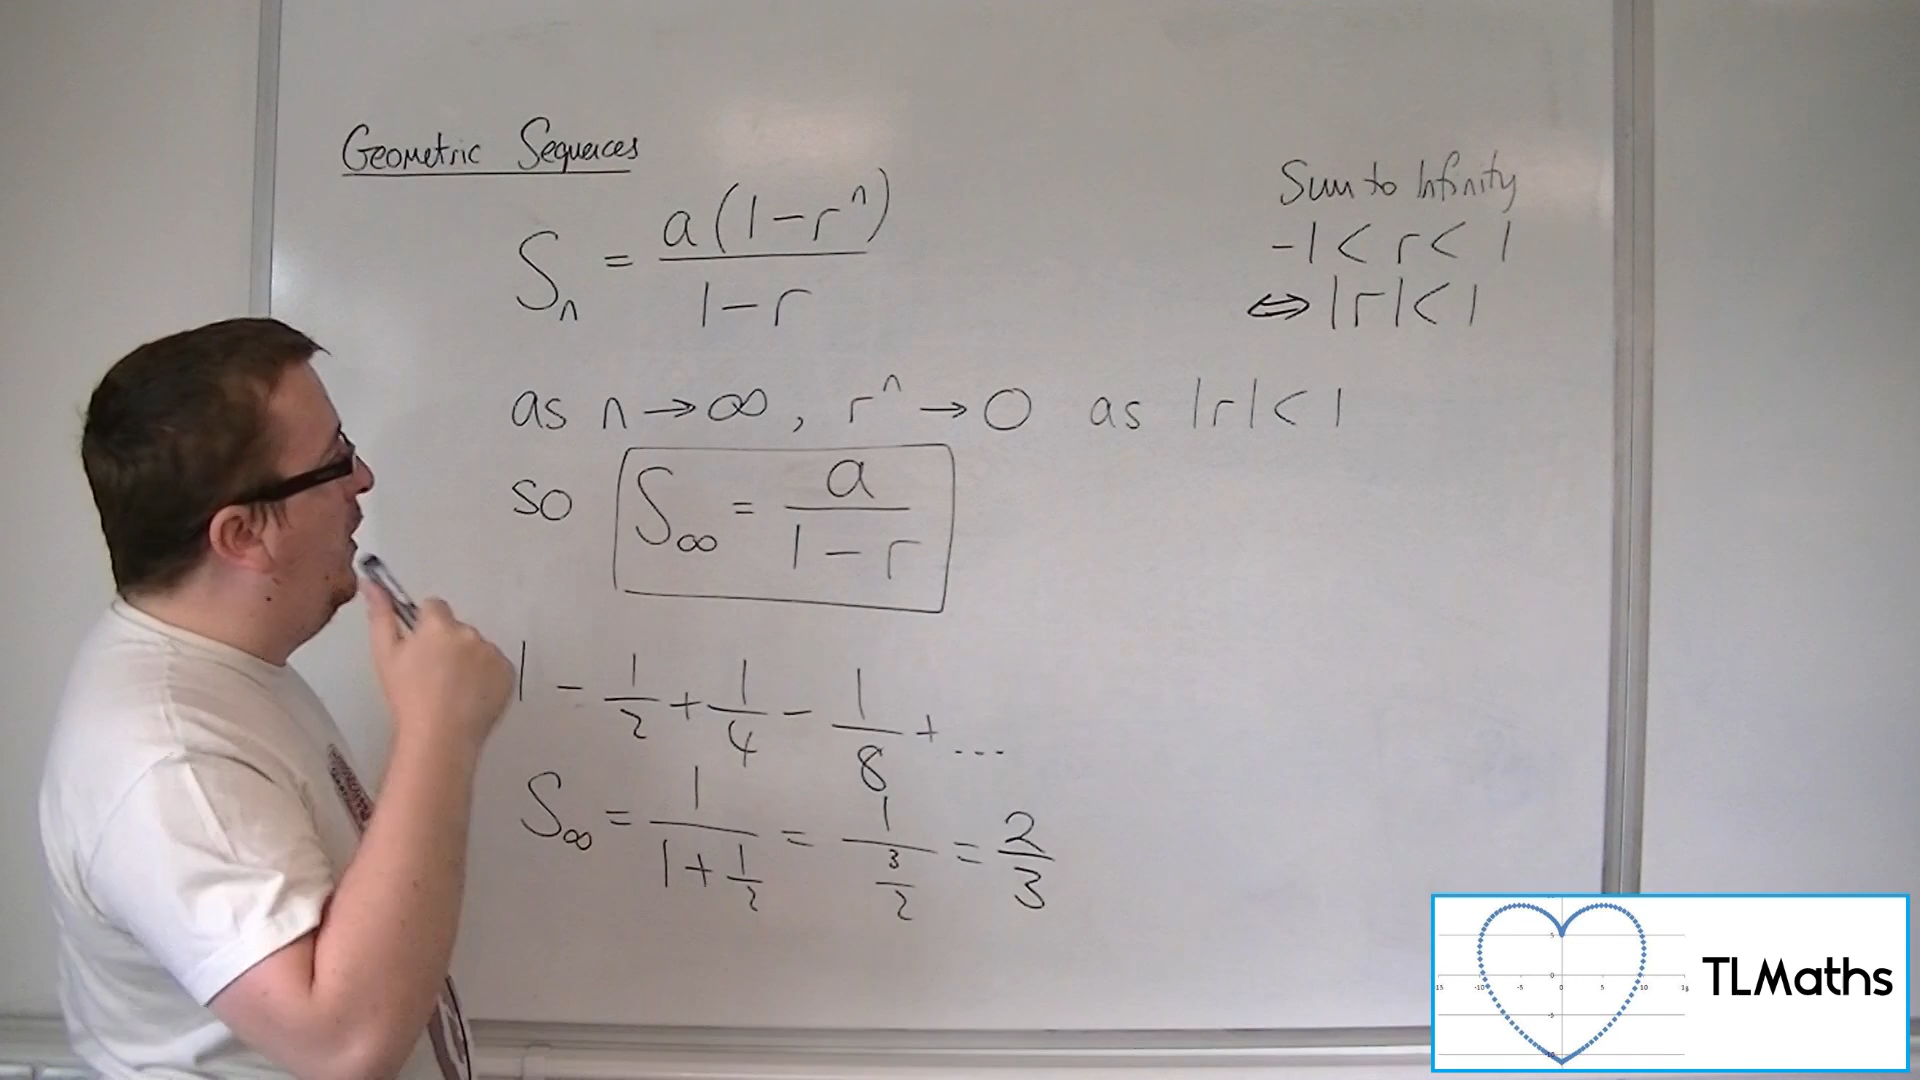 Geometric Sequences
Sₙ = a(1-rⁿ) / 1-r
Sum to Infinity
-1 < r < 1
⇔ |r| < 1
as n → ∞, rⁿ → 0 as |r| < 1
so S∞ = a / 1-r
1 - 1/2 + 1/4 - 1/8 + ...
S∞ = 1 / 1+1/2 = 1 / 3/2 = 2/3
TLMaths